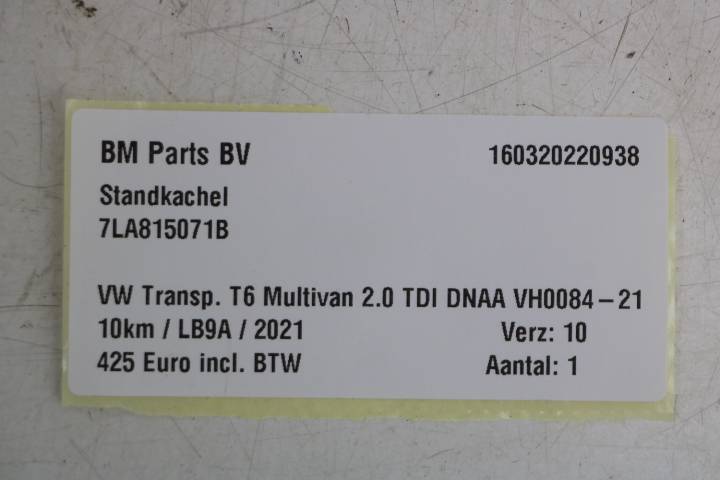 BM Parts BV 160320220938
Standkachel
7LA815071B
VW Transp. T6 Multivan 2.0 TDI DNAA VH0084-21
10km / LB9A / 2021 Verz: 10
425 Euro incl. BTW Aantal: 1